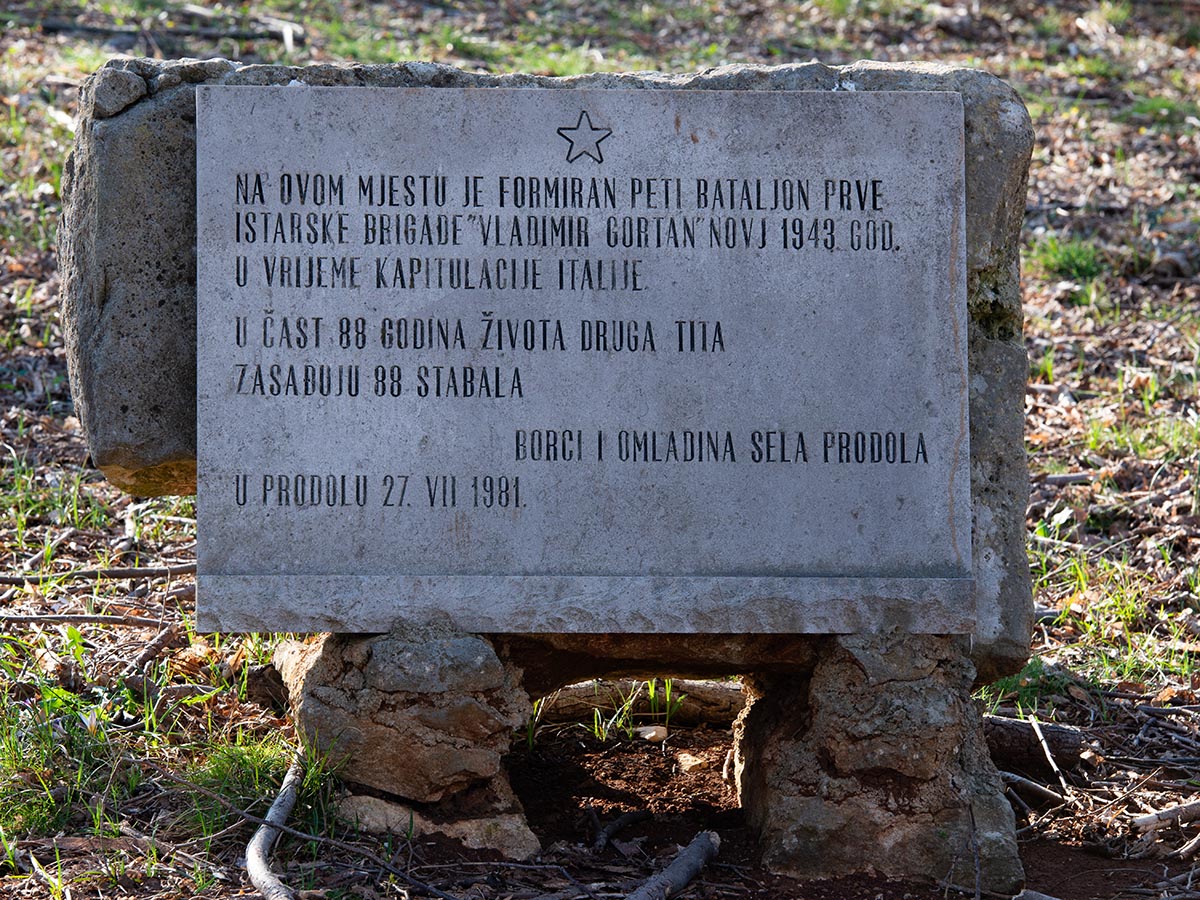 NA OVOM MJESTU JE FORMIRAN PETI BATALJON PRVE
ISTARSKE BRIGAĐE "VLADIMIR GORTAN" NOVJ 1943. GOD.
U VRIJEME KAPITULACIJE ITALIJE.
U ČAST 88 GODINA ŽIVOTA DRUGA TITA
ZASAĐUJU 88 STABALA
BORCI I OMLADINA SELA PRODOLA
U PRODOLU 27. VII 1981.